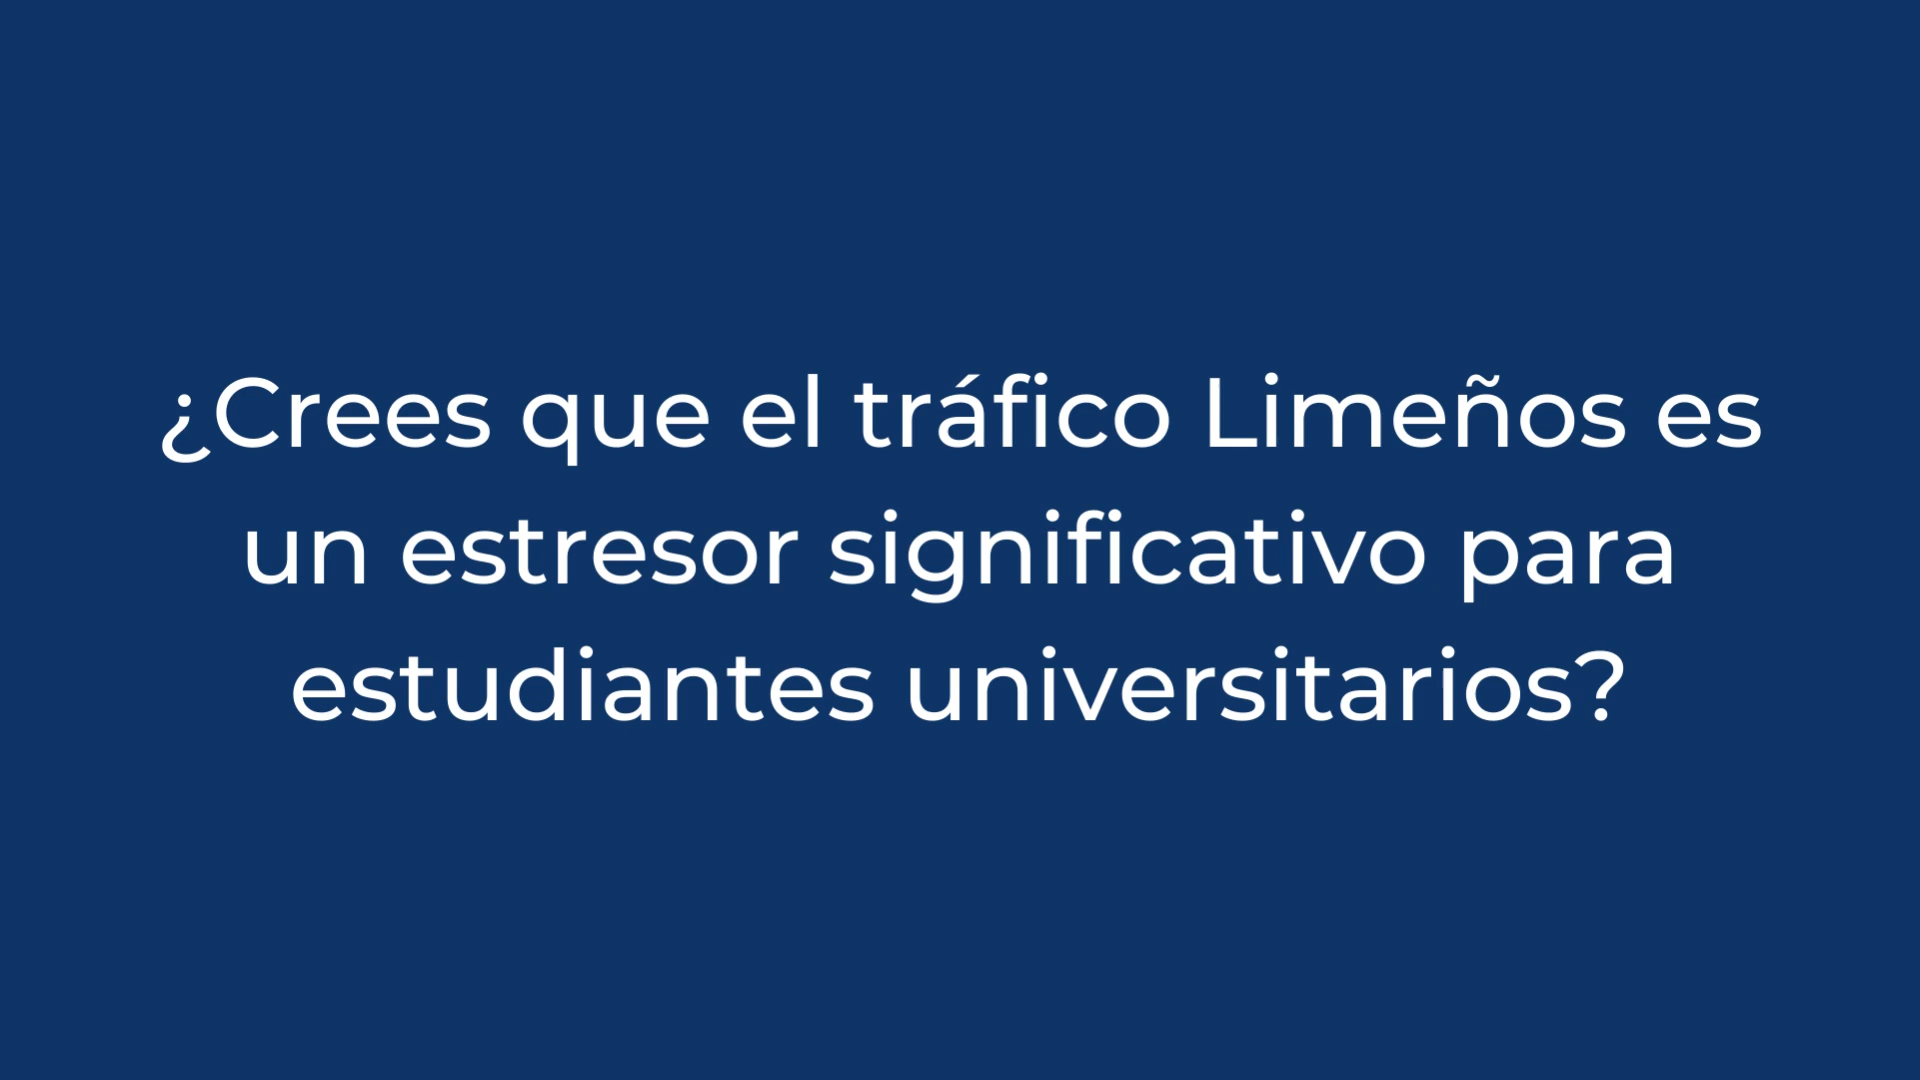 ¿Crees que el tráfico Limeños es
un estresor significativo para
estudiantes universitarios?